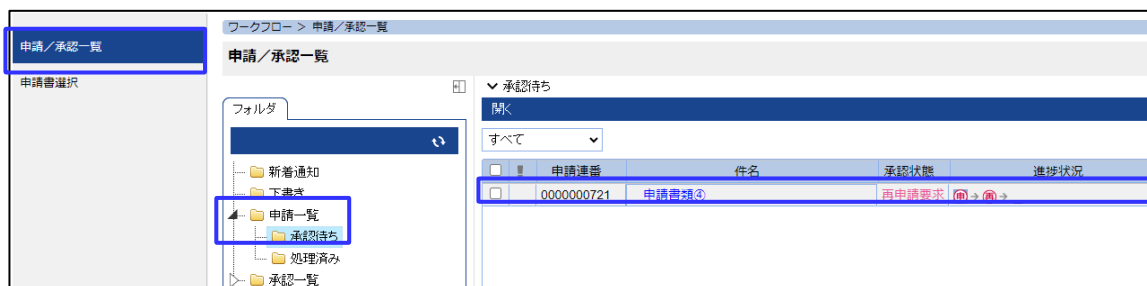 申請／承認一覧
申請書選択
ワークフロー > 申請／承認一覧
申請／承認一覧
フォルダ
新着通知
下書き
申請一覧
承認待ち
処理済み
承認一覧
承認待ち
開く
すべて
! 申請連番 件名 承認状態 進捗状況
0000000721 申請書類④ 再申請要求 申 → 再 →